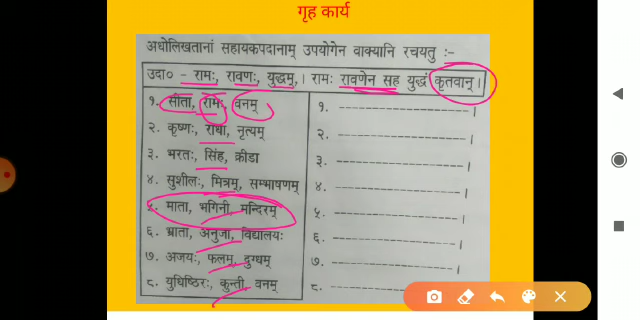 गृह कार्य
अधोलिखितानां सहायकपदानाम् उपयोगेन वाक्यानि रचयतु :-
उदा० - रामः, रावणः, युद्धम्, । रामः रावणेन सह युद्धं कृतवान् ।
१. सीता, रामः, वनम्
२. कृष्णः, राधा, नृत्यम्
३. भरतः, सिंह, क्रीडा
४. सुशीलः, मित्रम्, सम्भाषणम्
५. माता, भगिनी, मन्दिरम्
६. भ्राता, अनुजा, विद्यालयः
७. अजयः, फलम्, दुग्धम्
८. युधिष्ठिरः, कुन्ती, वनम्
१. ---------------------------- ।
२. ---------------------------- ।
३. ---------------------------- ।
४. ---------------------------- ।
५. ---------------------------- ।
६. ---------------------------- ।
७. ---------------------------- ।
८. ----------------